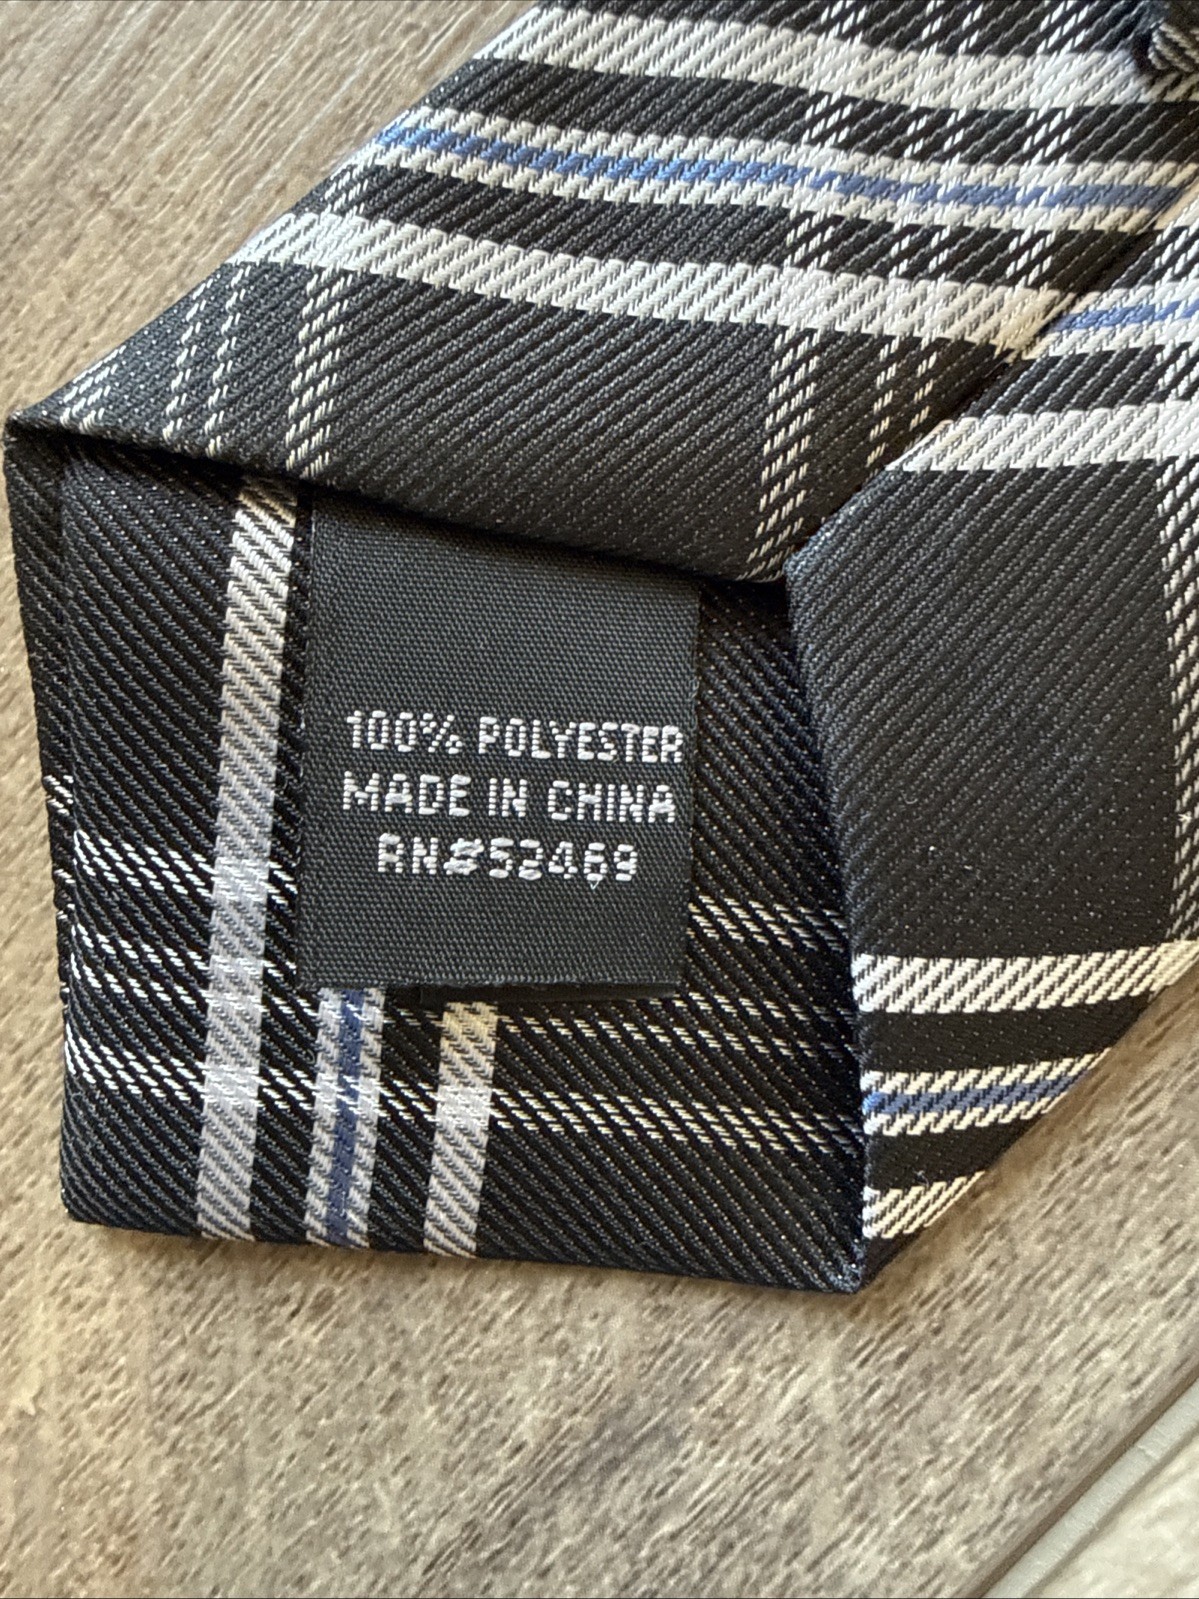 100% POLYESTER
MADE IN CHINA
RN#52469